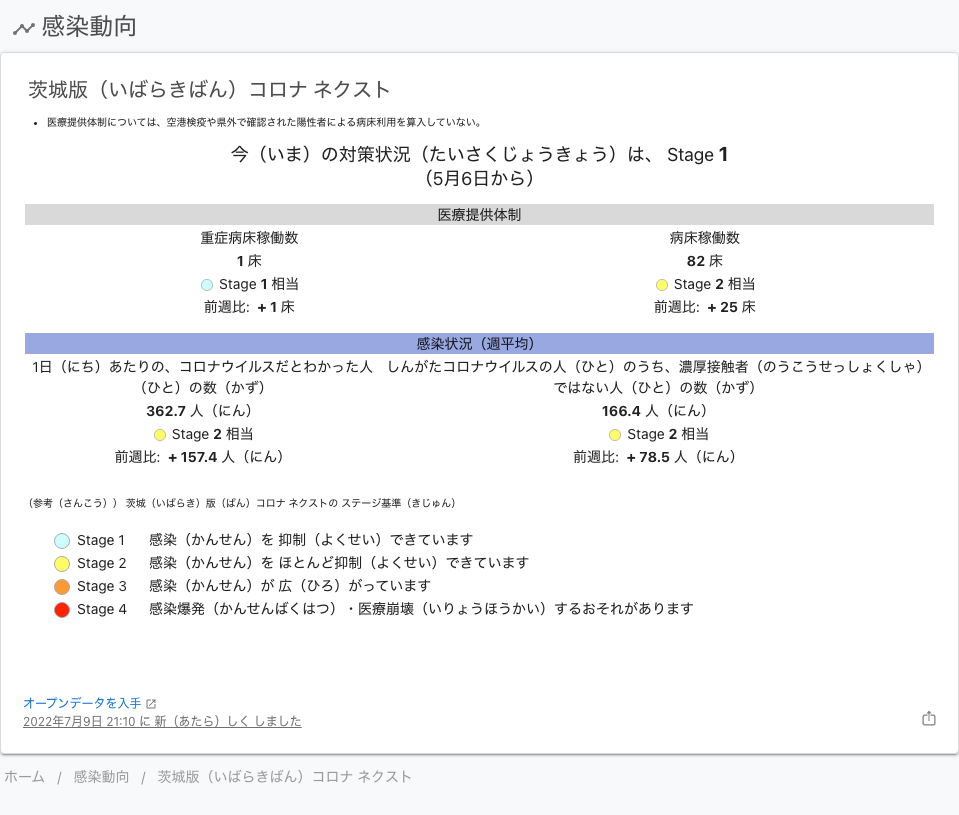 感染動向
茨城版（いばらきばん）コロナ ネクスト
• 医療提供体制については、空港検疫や県外で確認された陽性者による病床利用を算入していない。
今（いま）の対策状況（たいさくじょうきょう）は、 Stage 1
（5月6日から）
医療提供体制
重症病床稼働数
1 床
Stage 1 相当
前週比: + 1 床
病床稼働数
82 床
Stage 2 相当
前週比: + 25 床
感染状況（週平均）
1日（にち）あたりの、コロナウイルスだとわかった人
（ひと）の数（かず）
362.7 人（にん）
Stage 2 相当
前週比: + 157.4 人（にん）
しんがたコロナウイルスの人（ひと）のうち、濃厚接触者（のうこうせっしょくしゃ）
ではない人（ひと）の数（かず）
166.4 人（にん）
Stage 2 相当
前週比: + 78.5 人（にん）
（参考（さんこう）） 茨城（いばらき）版（ばん）コロナ ネクストの ステージ基準（きじゅん）
Stage 1 感染（かんせん）を 抑制（よくせい）できています
Stage 2 感染（かんせん）を ほとんど抑制（よくせい）できています
Stage 3 感染（かんせん）が 広（ひろ）がっています
Stage 4 感染爆発（かんせんばくはつ）・医療崩壊（いりょうほうかい）するおそれがあります
オープンデータを入手
2022年7月9日 21:10 に 新（あたら）しく しました
ホーム / 感染動向 / 茨城版（いばらきばん）コロナ ネクスト